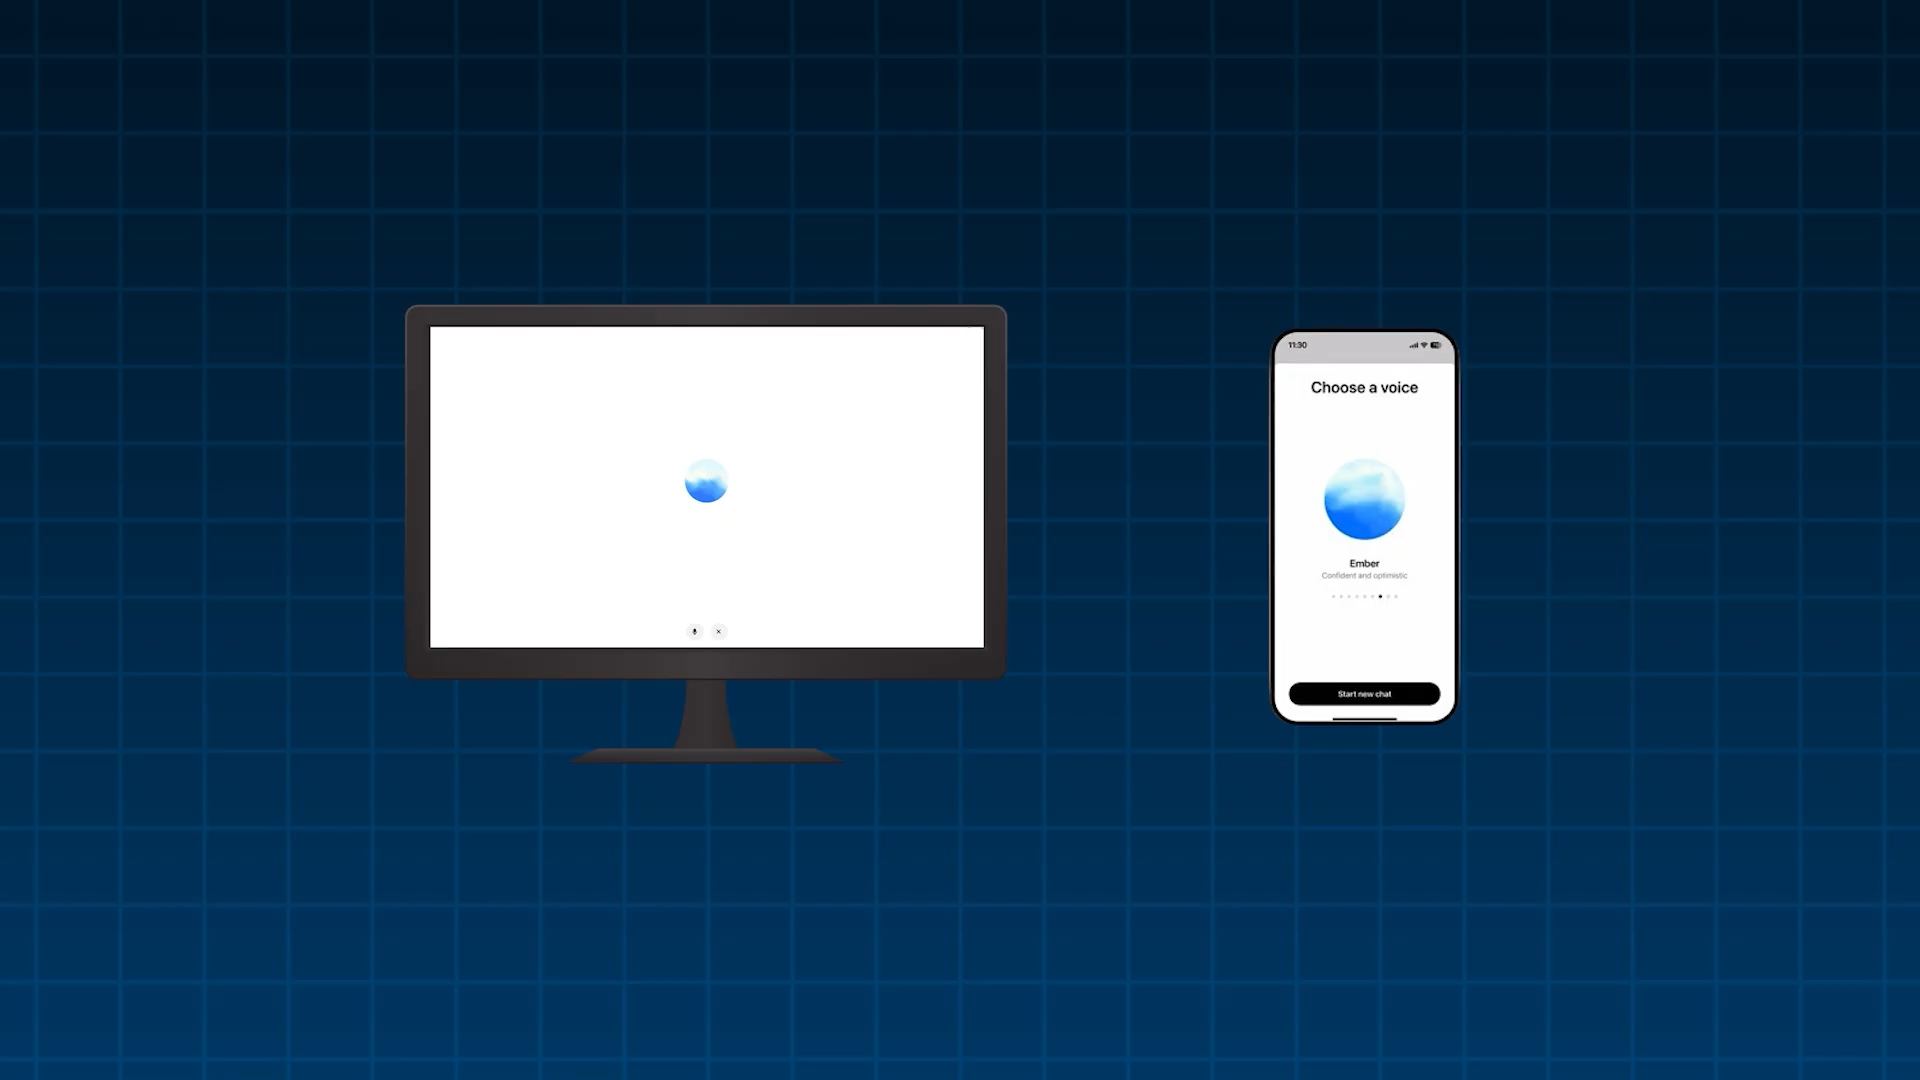 11:30
Choose a voice
Ember
Confident and optimistic
Start new chat